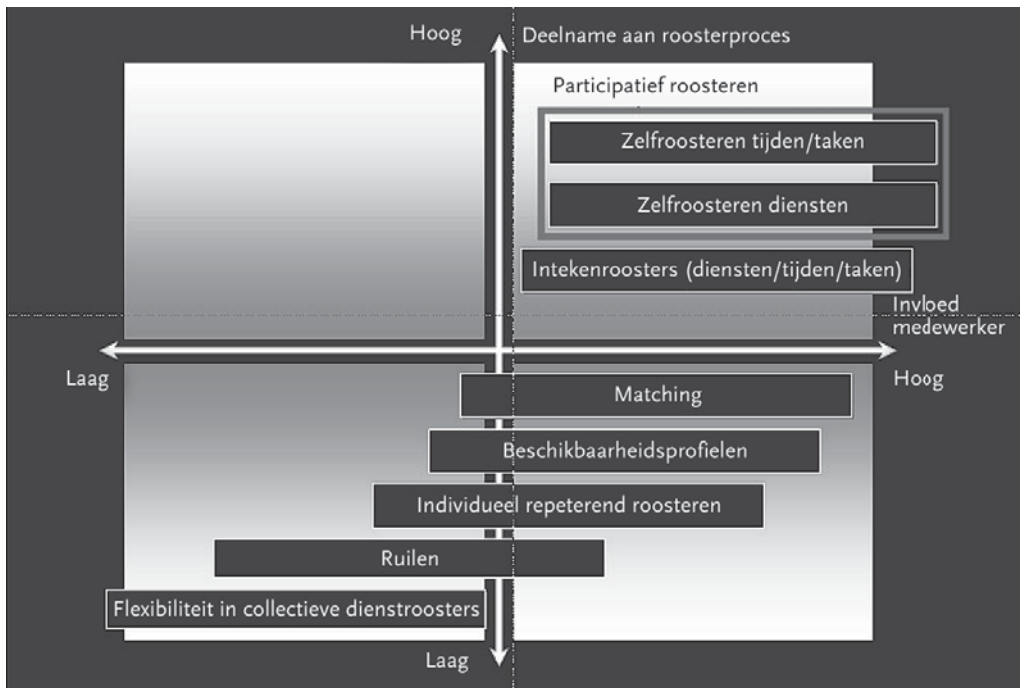 Hoog
Deelname aan roosterproces
Participatief roosteren
Zelfroosteren tijden/taken
Zelfroosteren diensten
Intekenroosters (diensten/tijden/taken)
Invloed
medewerker
Laag
Hoog
Matching
Beschikbaarheidsprofielen
Individueel repeterend roosteren
Ruilen
Flexibiliteit in collectieve dienstroosters
Laag